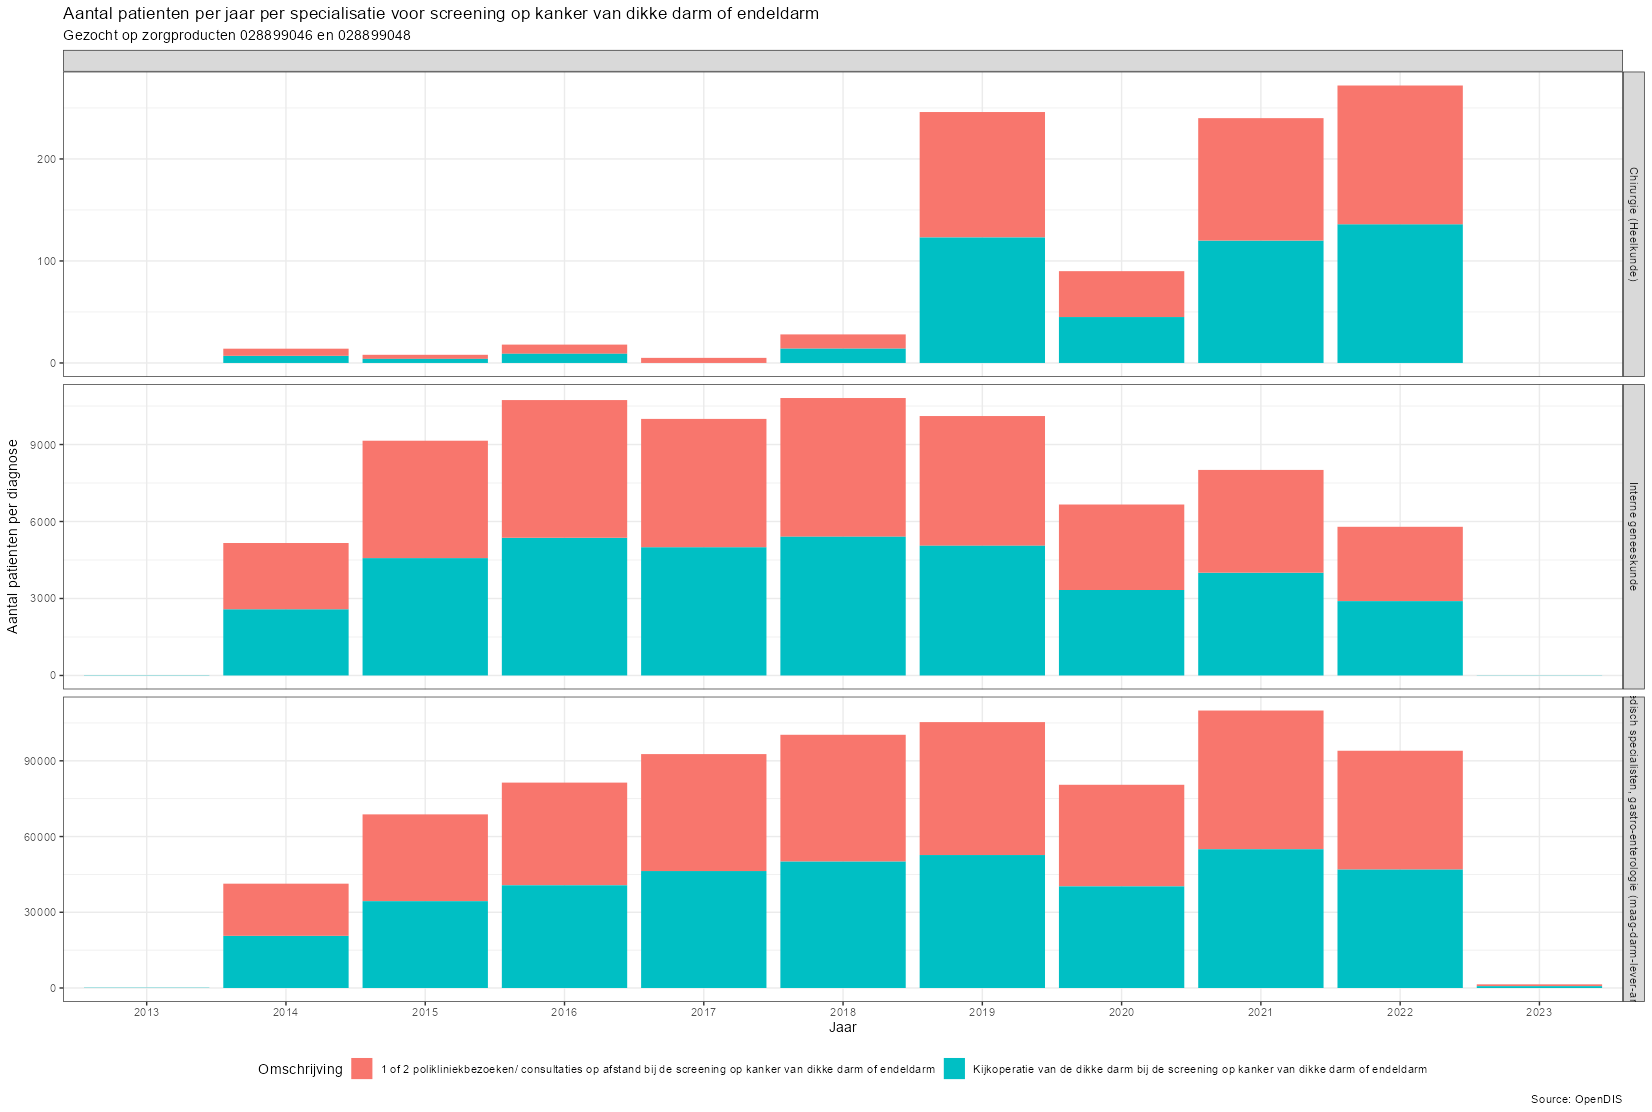 Aantal patienten per jaar per specialisatie voor screening op kanker van dikke darm of endeldarm
Gezocht op zorgproducten 028899046 en 028899048
200
100
0
Chirurgie (Heelkunde)
Aantal patienten per diagnose
9000
6000
3000
0
Interne geneeskunde
90000
60000
30000
0
specialisten, gastro-enterologie (maag-darm-lever-
2013 2014 2015 2016 2017 2018 2019 2020 2021 2022 2023
Jaar
Omschrijving 1 of 2 polikliniekbezoeken/ consultaties op afstand bij de screening op kanker van dikke darm of endeldarm Kijkoperatie van de dikke darm bij de screening op kanker van dikke darm of endeldarm
Source: OpenDIS